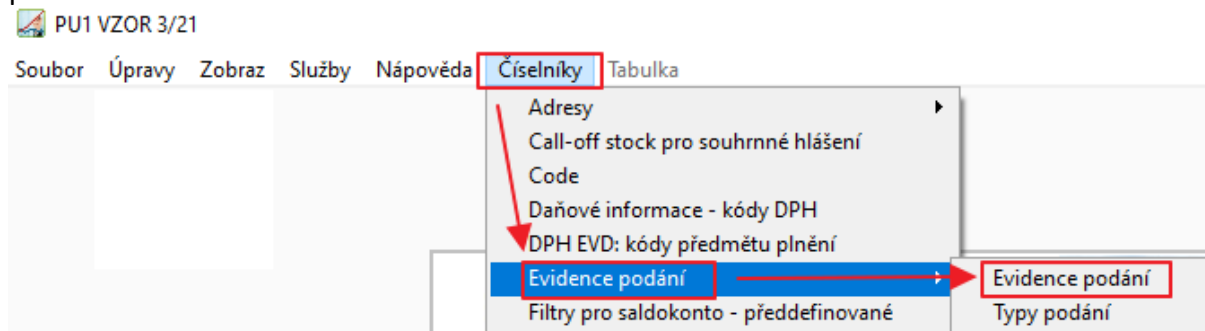 PU1 VZOR 3/21
Soubor Úpravy Zobraz Služby Nápověda Číselníky Tabulka
Adresy
Call-off stock pro souhrnné hlášení
Code
Daňové informace - kódy DPH
DPH EVD: kódy předmětu plnění
Evidence podání Evidence podání
Filtry pro saldokonto - předdefinované Typy podání